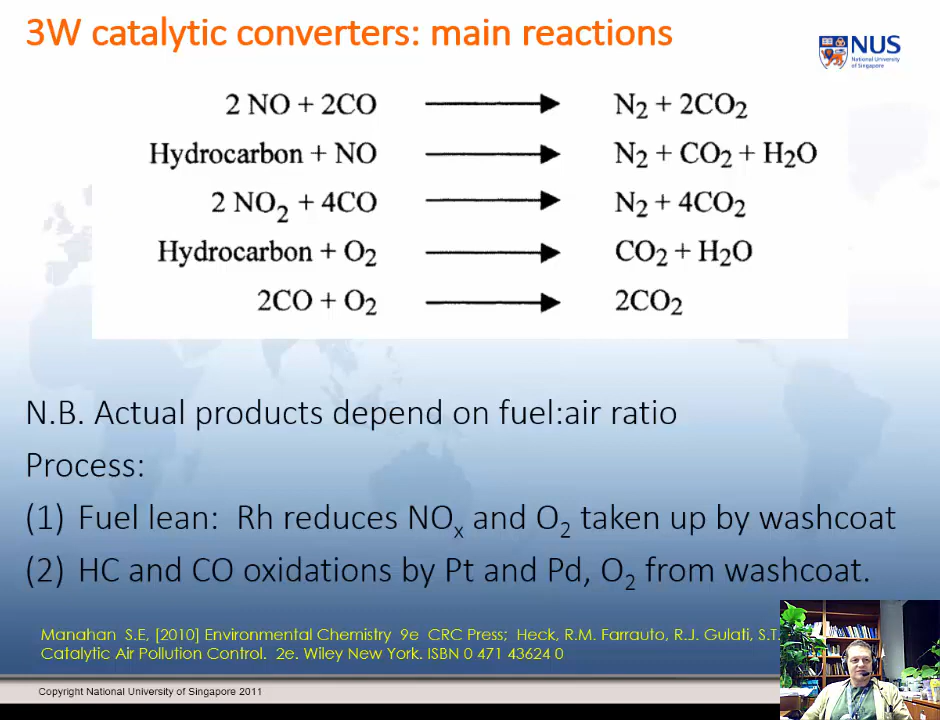 3W catalytic converters: main reactions
NUS
National University
of Singapore
2 NO + 2CO → N₂ + 2CO₂
Hydrocarbon + NO → N₂ + CO₂ + H₂O
2 NO₂ + 4CO → N₂ + 4CO₂
Hydrocarbon + O₂ → CO₂ + H₂O
2CO + O₂ → 2CO₂
N.B. Actual products depend on fuel:air ratio
Process:
(1) Fuel lean: Rh reduces NOₓ and O₂ taken up by washcoat
(2) HC and CO oxidations by Pt and Pd, O₂ from washcoat.
Manahan S.E, [2010] Environmental Chemistry 9e CRC Press; Heck, R.M. Farrauto, R.J. Gulati, S.T.
Catalytic Air Pollution Control. 2e. Wiley New York. ISBN 0 471 43624 0
Copyright National University of Singapore 2011